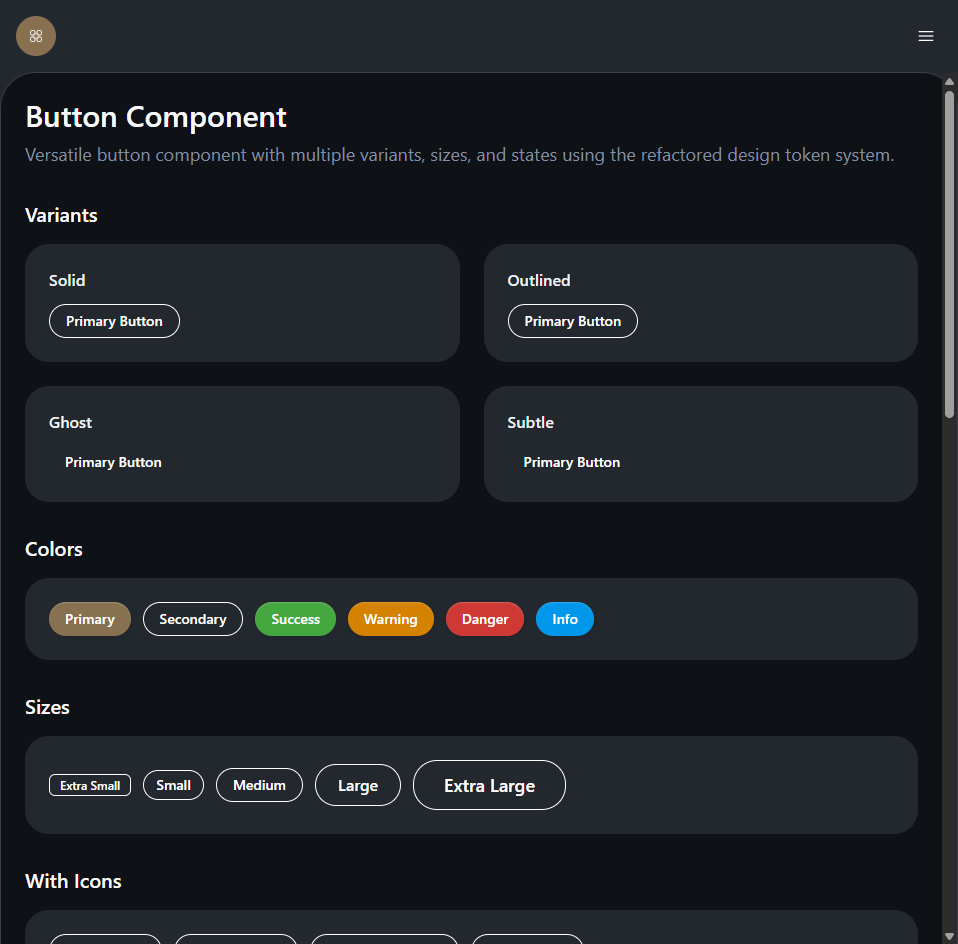 Button Component
Versatile button component with multiple variants, sizes, and states using the refactored design token system.
Variants
Solid
Primary Button
Outlined
Primary Button
Ghost
Primary Button
Subtle
Primary Button
Colors
Primary Secondary Success Warning Danger Info
Sizes
Extra Small Small Medium Large Extra Large
With Icons